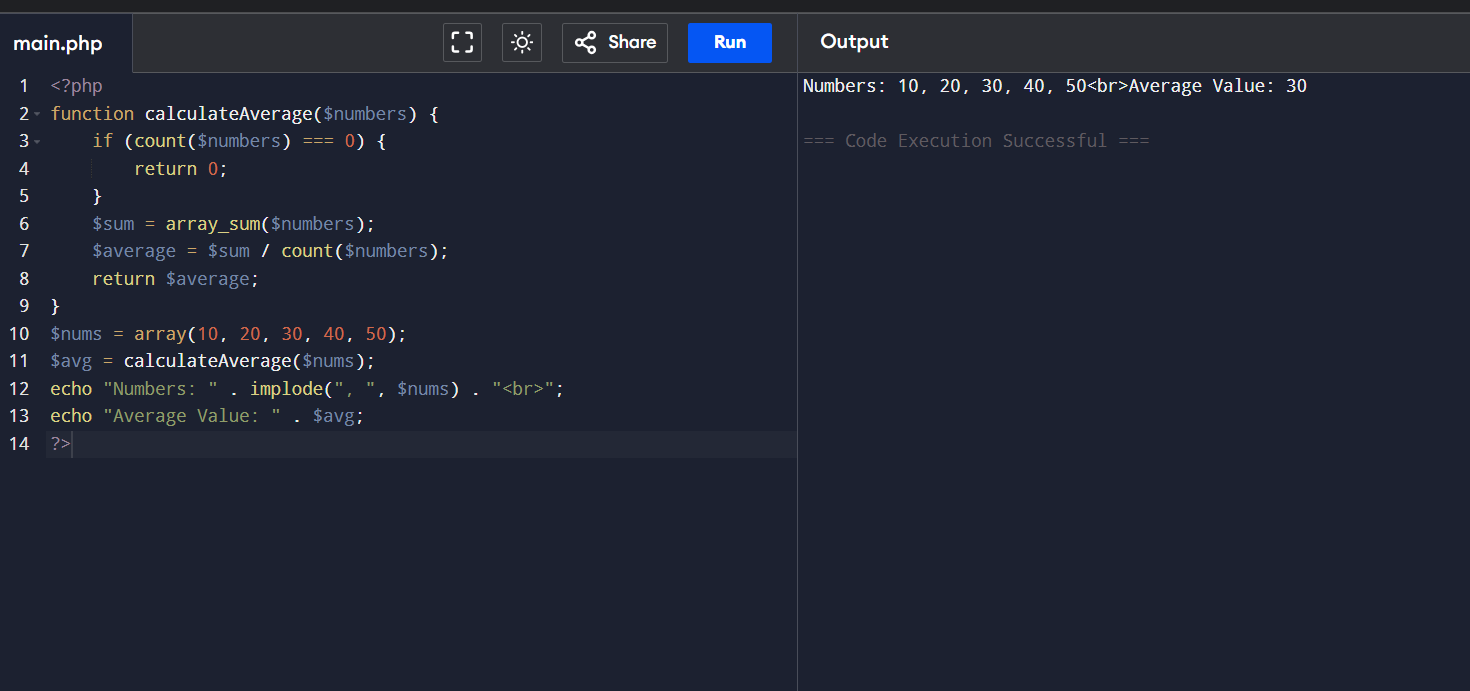 main.php
Share
Run
Output
1 <?php
2 function calculateAverage($numbers) {
3     if (count($numbers) === 0) {
4         return 0;
5     }
6     $sum = array_sum($numbers);
7     $average = $sum / count($numbers);
8     return $average;
9 }
10 $nums = array(10, 20, 30, 40, 50);
11 $avg = calculateAverage($nums);
12 echo "Numbers: " . implode(", ", $nums) . "<br>";
13 echo "Average Value: " . $avg;
14 ?>
Numbers: 10, 20, 30, 40, 50<br>Average Value: 30
=== Code Execution Successful ===